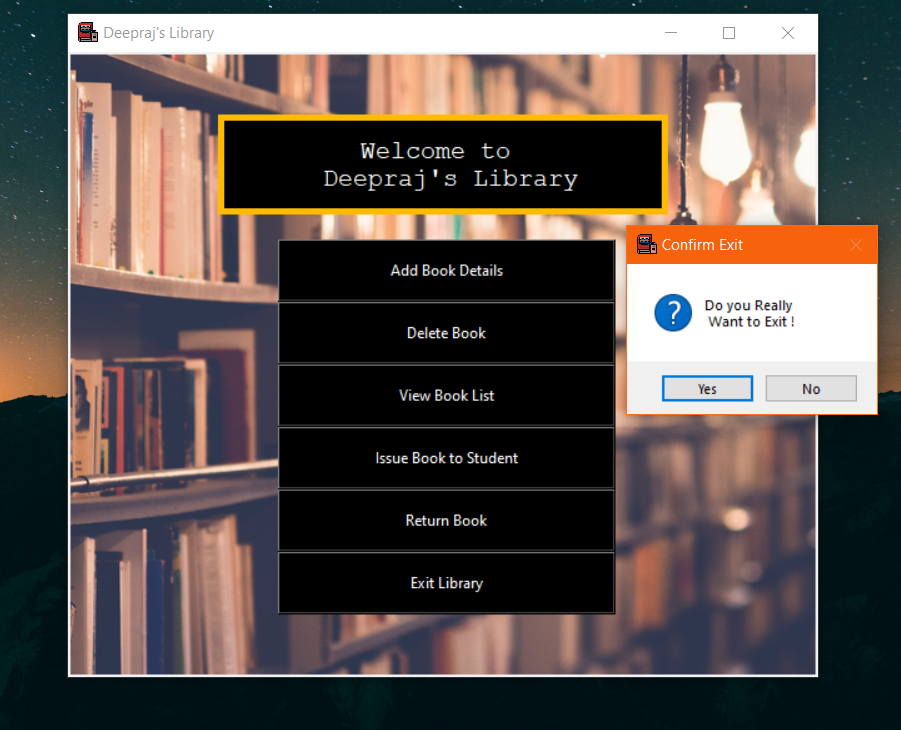 Deepraj's Library
Welcome to
Deepraj's Library
Add Book Details
Delete Book
View Book List
Issue Book to Student
Return Book
Exit Library
Confirm Exit
?
Do you Really
Want to Exit !
Yes
No